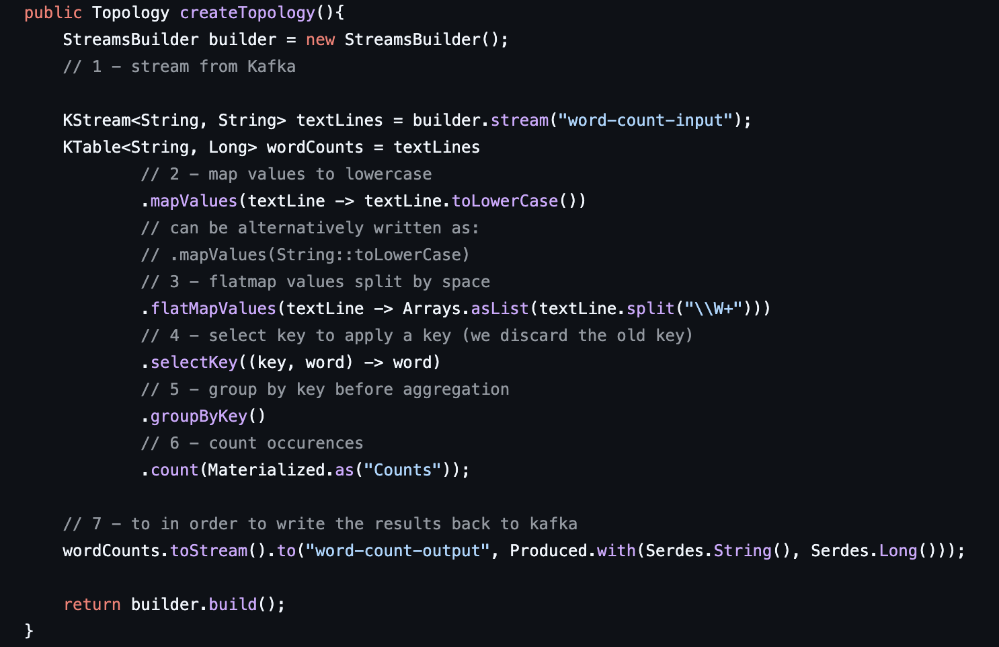 public Topology createTopology(){
    StreamsBuilder builder = new StreamsBuilder();
    // 1 - stream from Kafka

    KStream<String, String> textLines = builder.stream("word-count-input");
    KTable<String, Long> wordCounts = textLines
            // 2 - map values to lowercase
            .mapValues(textLine -> textLine.toLowerCase())
            // can be alternatively written as:
            // .mapValues(String::toLowerCase)
            // 3 - flatmap values split by space
            .flatMapValues(textLine -> Arrays.asList(textLine.split("\\W+")))
            // 4 - select key to apply a key (we discard the old key)
            .selectKey((key, word) -> word)
            // 5 - group by key before aggregation
            .groupByKey()
            // 6 - count occurences
            .count(Materialized.as("Counts"));

    // 7 - to in order to write the results back to kafka
    wordCounts.toStream().to("word-count-output", Produced.with(Serdes.String(), Serdes.Long()));

    return builder.build();
}